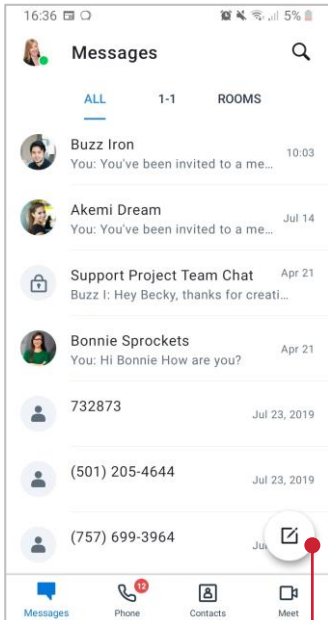 16:36 5%
Messages
ALL 1-1 ROOMS
Buzz Iron 10:03
You: You've been invited to a me...
Akemi Dream Jul 14
You: You've been invited to a me...
Support Project Team Chat Apr 21
Buzz I: Hey Becky, thanks for creati...
Bonnie Sprockets Apr 21
You: Hi Bonnie How are you?
732873 Jul 23, 2019
(501) 205-4644 Jul 23, 2019
(757) 699-3964
12
Messages Phone Contacts Meet